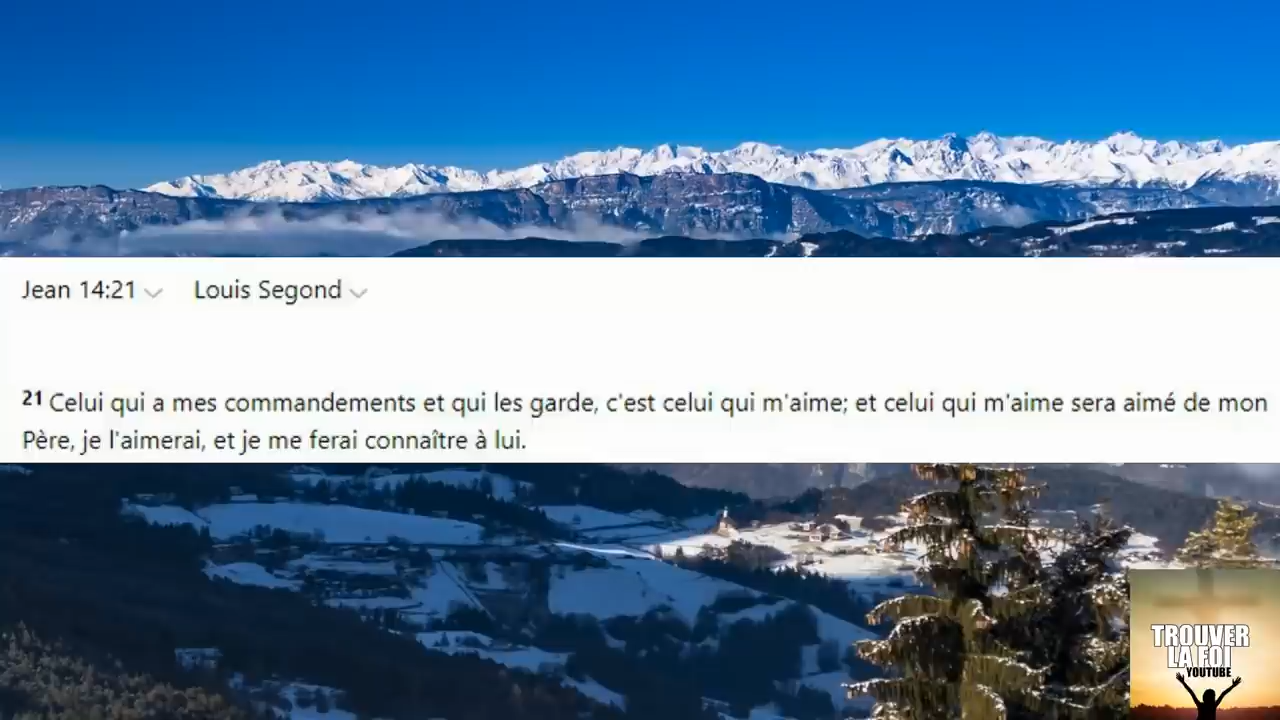 Jean 14:21 Louis Segond
21 Celui qui a mes commandements et qui les garde, c'est celui qui m'aime; et celui qui m'aime sera aimé de mon
Père, je l'aimerai, et je me ferai connaître à lui.
TROUVER
LA FOI
YOUTUBE